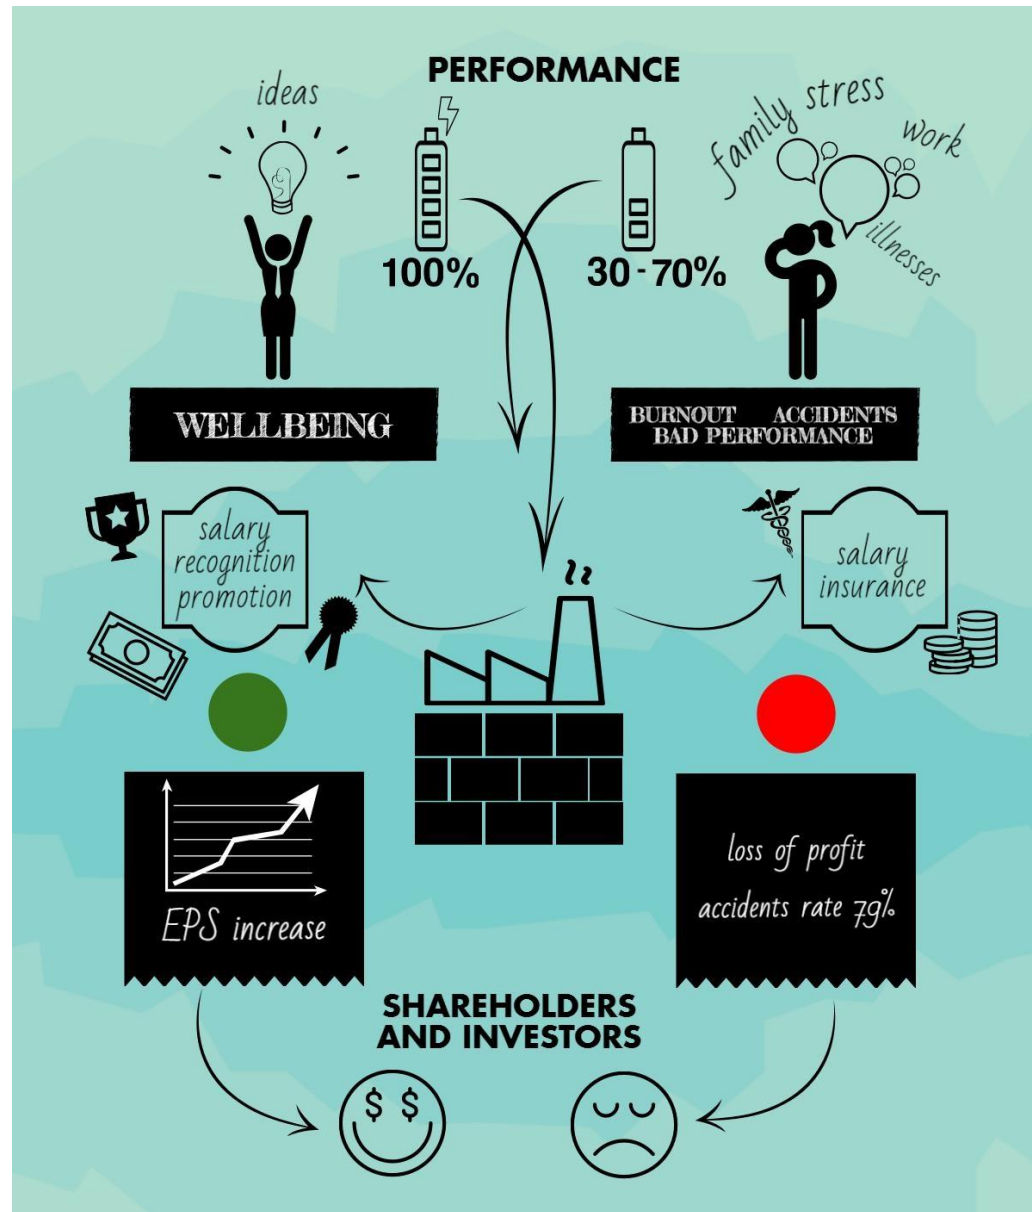 PERFORMANCE
ideas
family stress
work
illnesses
100%
30 - 70%
WELLBEING
BURNOUT ACCIDENTS
BAD PERFORMANCE
salary
recognition
promotion
salary
insurance
EPS increase
loss of profit
accidents rate 79%
SHAREHOLDERS
AND INVESTORS
$ $